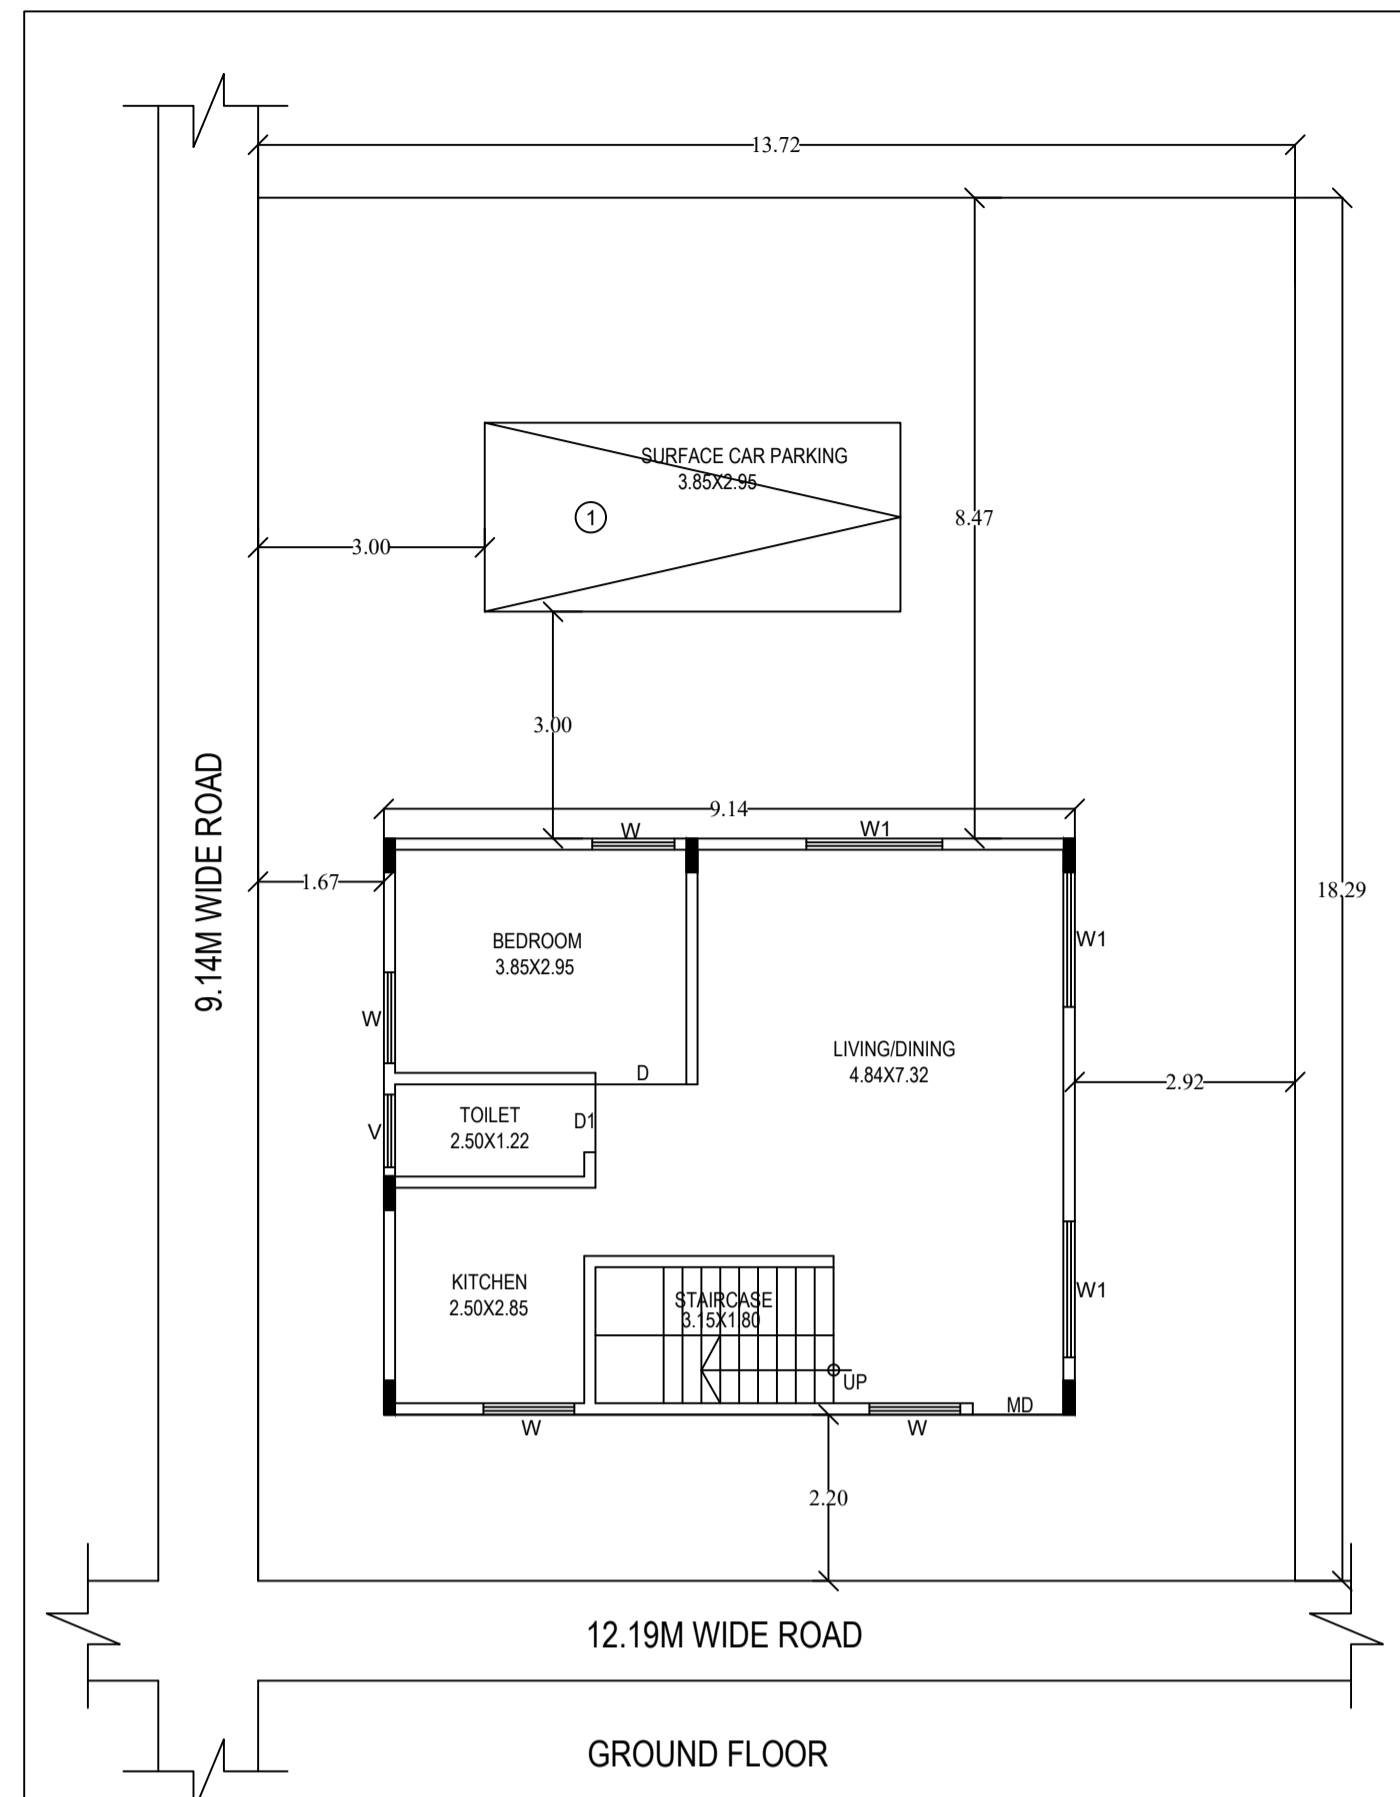 13.72
SURFACE CAR PARKING
3.85X2.95
1
8.47
3.00
3.00
9.14
W
W1
1.67
18.29
9.14M WIDE ROAD
BEDROOM
3.85X2.95
W1
W
LIVING/DINING
4.84X7.32
D
2.92
TOILET
2.50X1.22
D1
V
KITCHEN
2.50X2.85
STAIRCASE
3.15X1.80
W1
UP
MD
W
W
2.20
12.19M WIDE ROAD
GROUND FLOOR